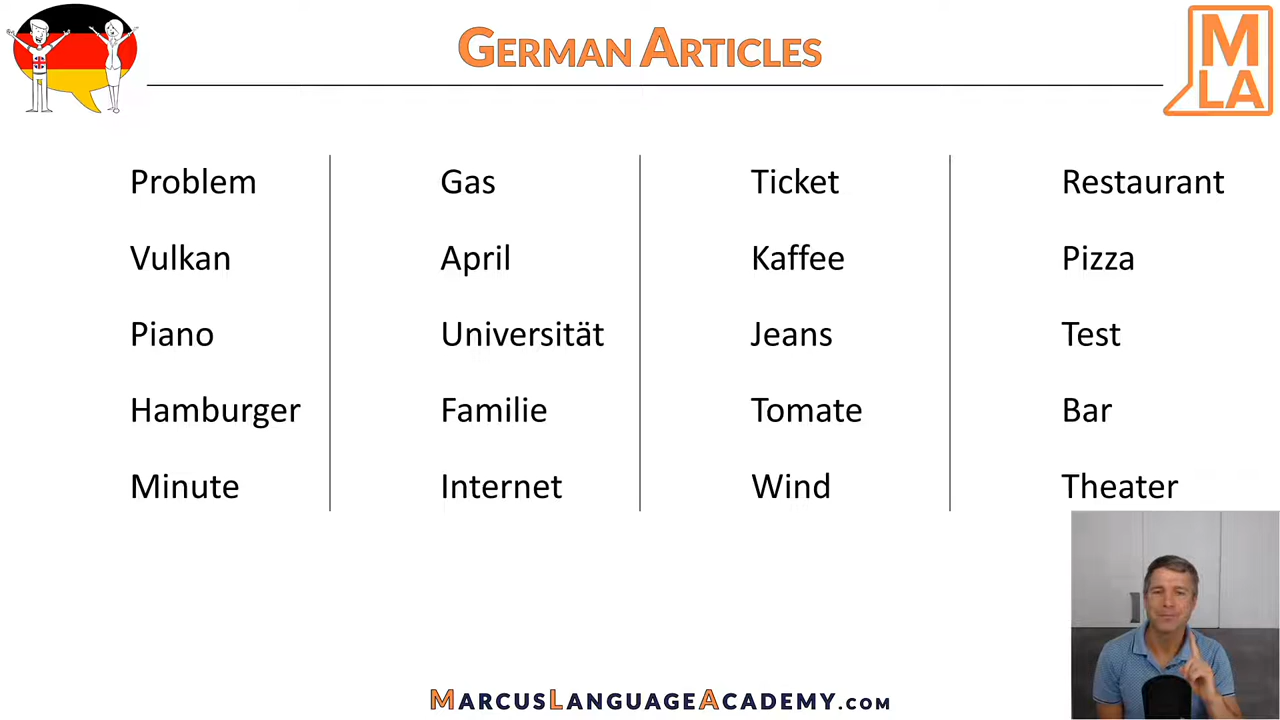 GERMAN ARTICLES
M
LA
Problem
Vulkan
Piano
Hamburger
Minute
Gas
April
Universität
Familie
Internet
Ticket
Kaffee
Jeans
Tomate
Wind
Restaurant
Pizza
Test
Bar
Theater
MARCUSLANGUAGEACADEMY.COM